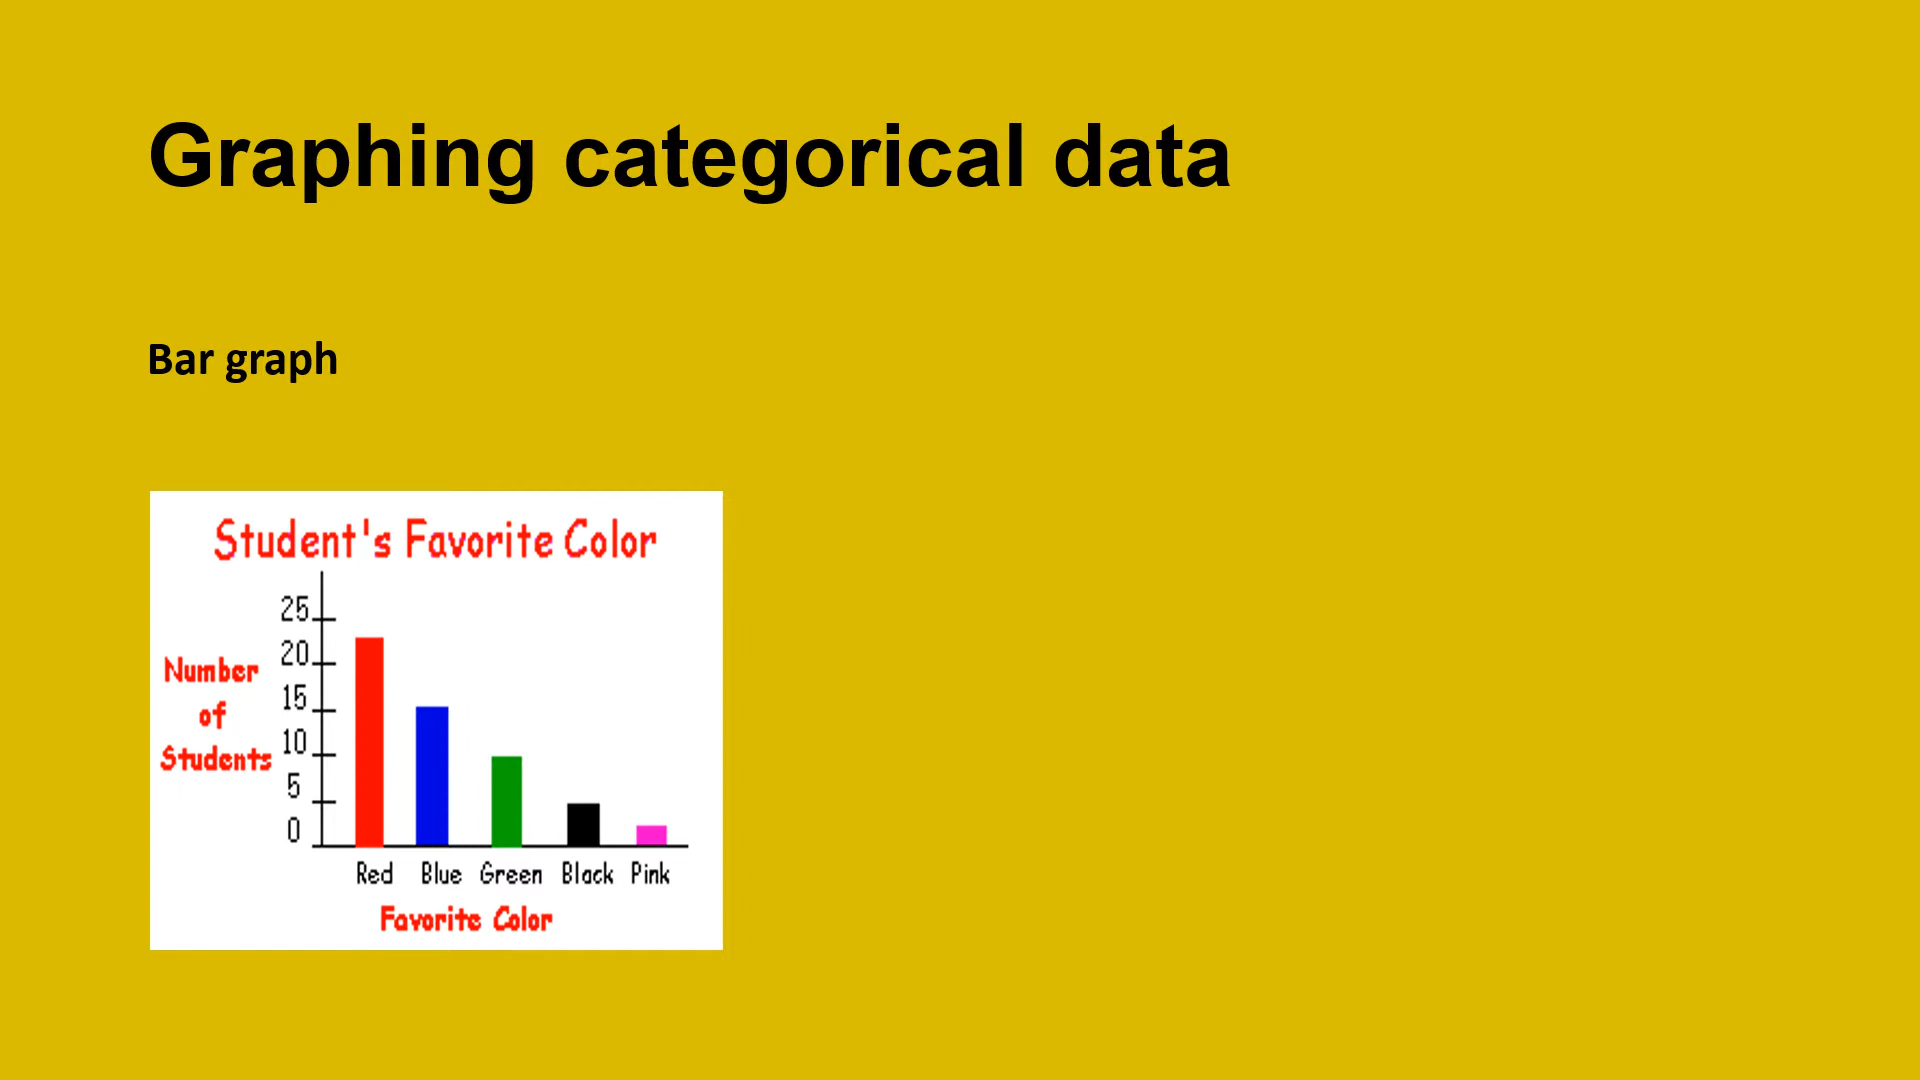 Graphing categorical data
Bar graph
Student's Favorite Color
25
20
Number
15
of
10
Students
5
0
Red Blue Green Black Pink
Favorite Color